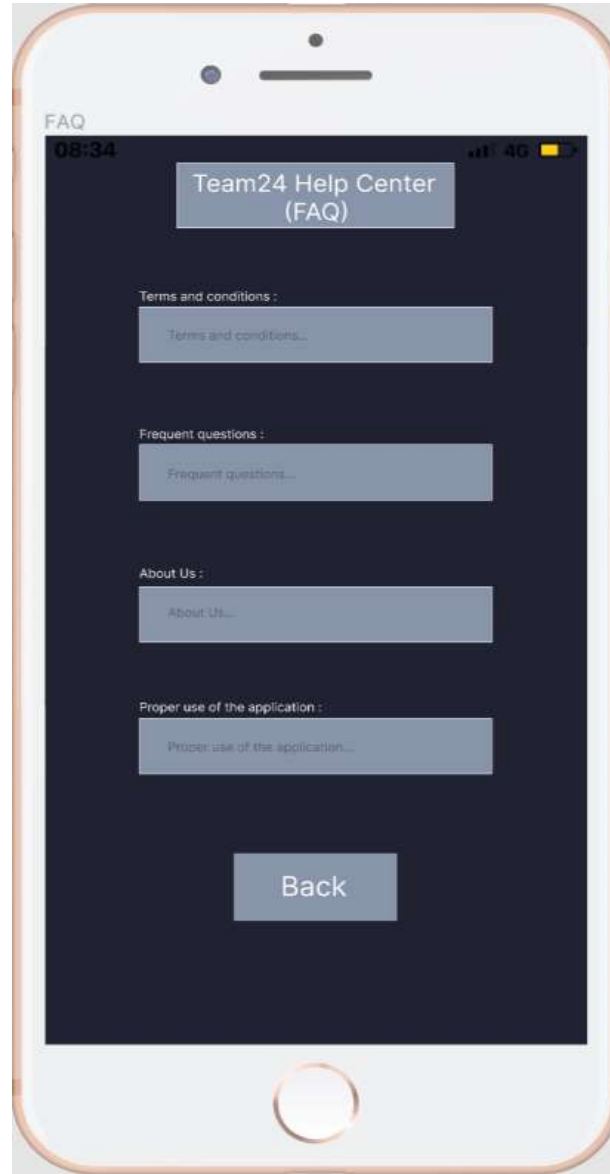 FAQ
08:34 4G
Team24 Help Center
(FAQ)
Terms and conditions :
Terms and conditions...
Frequent questions :
Frequent questions...
About Us :
About Us...
Proper use of the application :
Proper use of the application...
Back